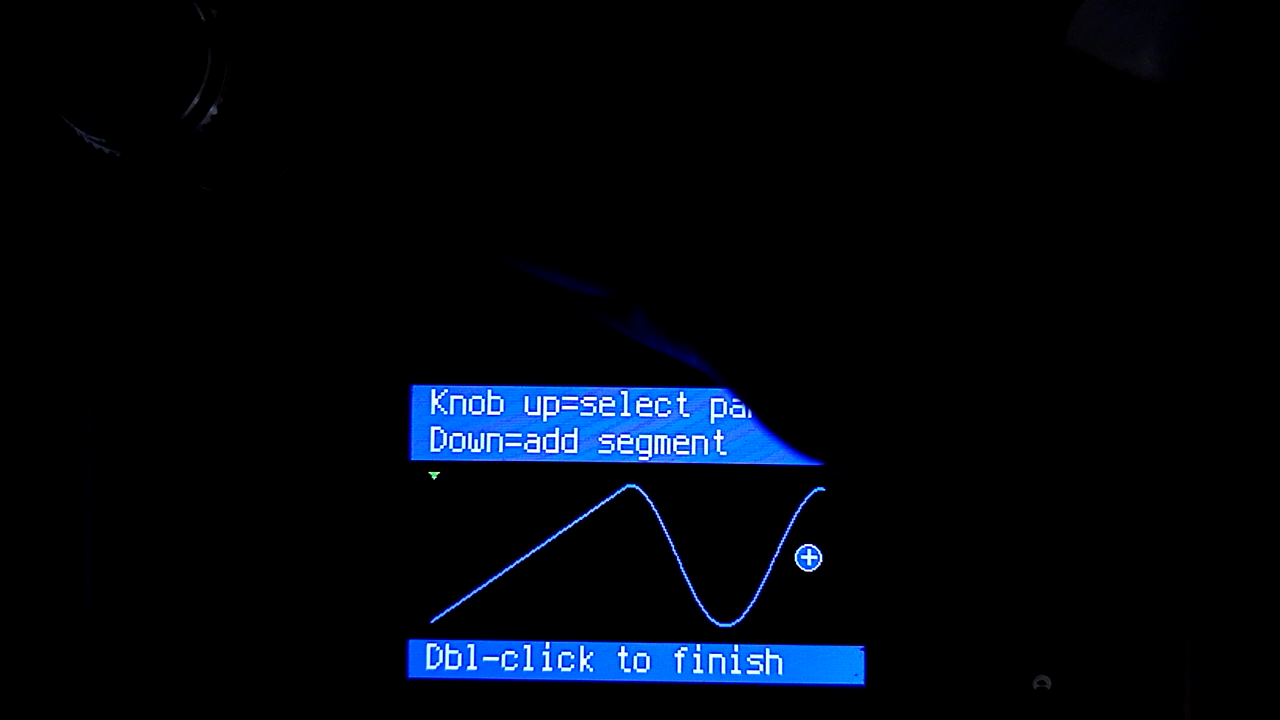 Knob up=select
Down=add segment
Dbl-click to finish